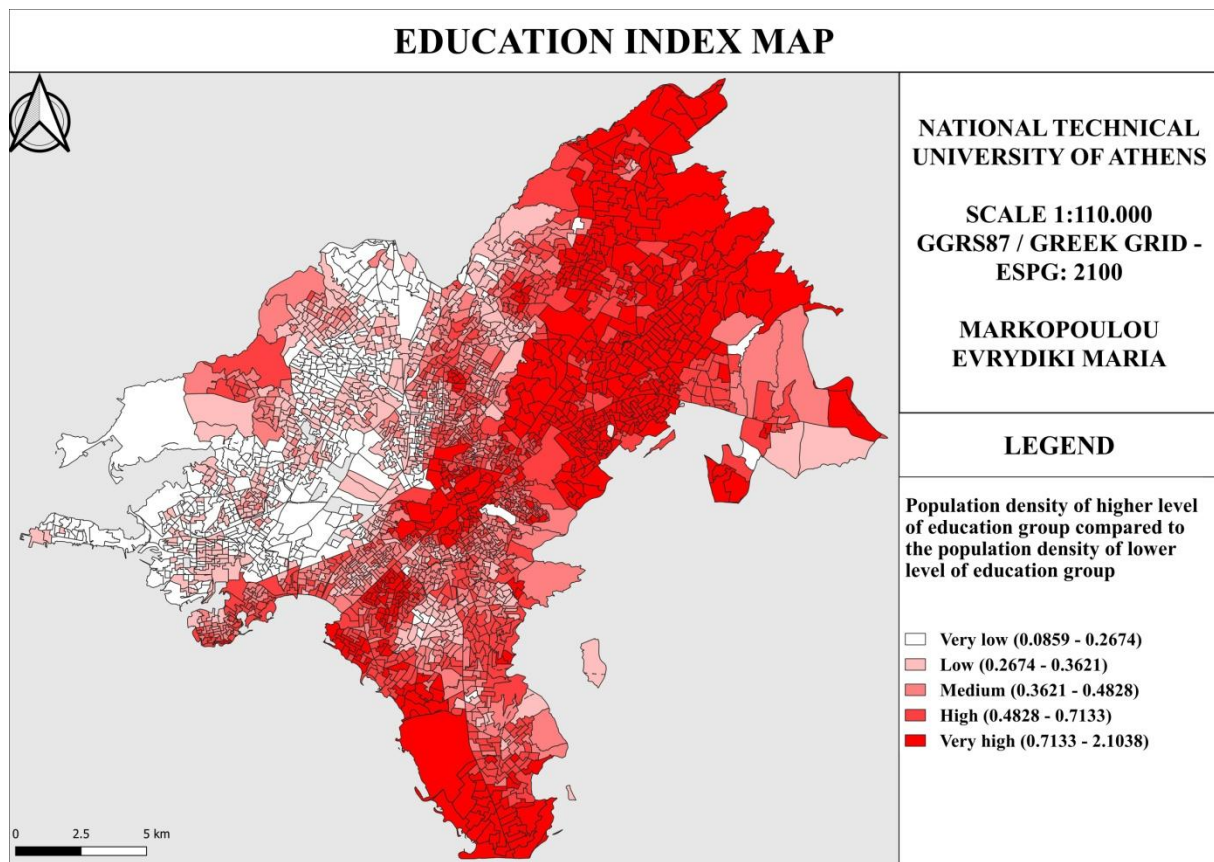 EDUCATION INDEX MAP
NATIONAL TECHNICAL
UNIVERSITY OF ATHENS
SCALE 1:110.000
GGRS87 / GREEK GRID -
ESPG: 2100
MARKOPOULOU
EVRYDIKI MARIA
LEGEND
Population density of higher level
of education group compared to
the population density of lower
level of education group
Very low (0.0859 - 0.2674)
Low (0.2674 - 0.3621)
Medium (0.3621 - 0.4828)
High (0.4828 - 0.7133)
Very high (0.7133 - 2.1038)
0 2.5 5 km